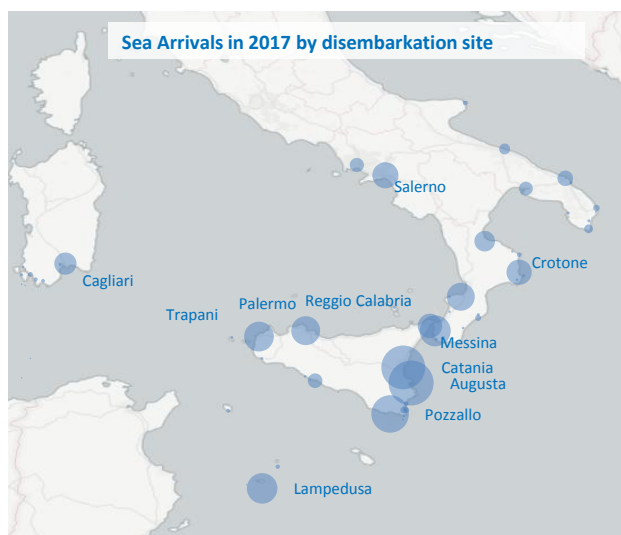 Sea Arrivals in 2017 by disembarkation site
Salerno
Crotone
Cagliari
Palermo
Reggio Calabria
Trapani
Messina
Catania
Augusta
Pozzallo
Lampedusa